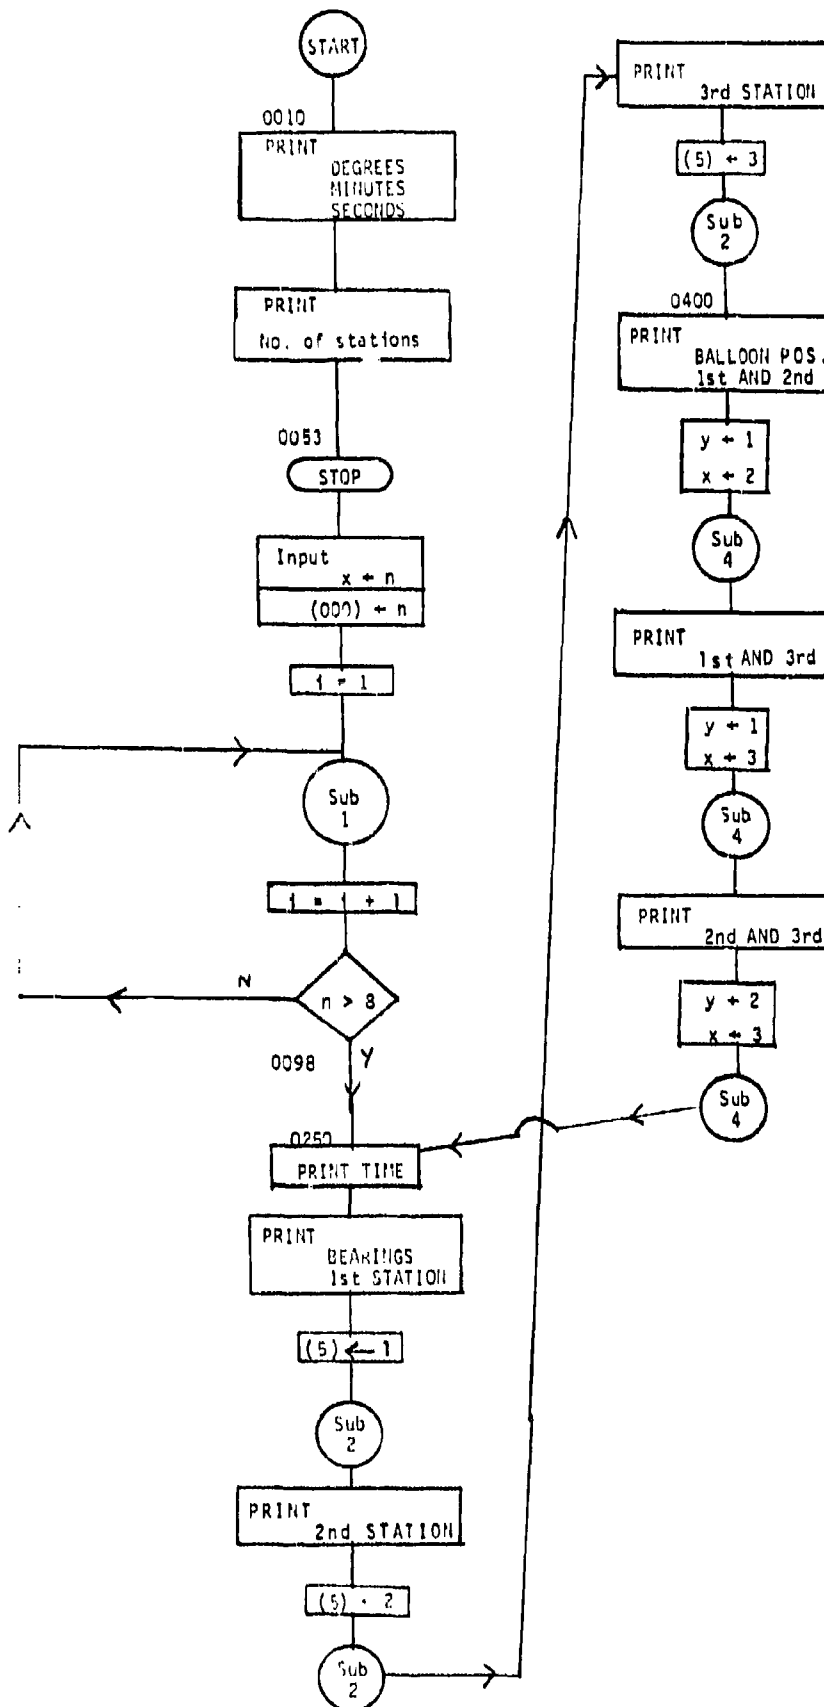 START
0010
PRINT
DEGREES
MINUTES
SECONDS
PRINT
No. of stations
0053
STOP
Input
x ← n
(000) ← n
i = 1
Sub
1
i = i + 1
n > 8
N
Y
0098
0250
PRINT TIME
PRINT
BEARINGS
1st STATION
(5) ← 1
Sub
2
PRINT
2nd STATION
(5) ← 2
Sub
2
PRINT
3rd STATION
(5) ← 3
Sub
2
0400
PRINT
BALLOON POS.
1st AND 2nd
y ← 1
x ← 2
Sub
4
PRINT
1st AND 3rd
y ← 1
x ← 3
Sub
4
PRINT
2nd AND 3rd
y ← 2
x ← 3
Sub
4